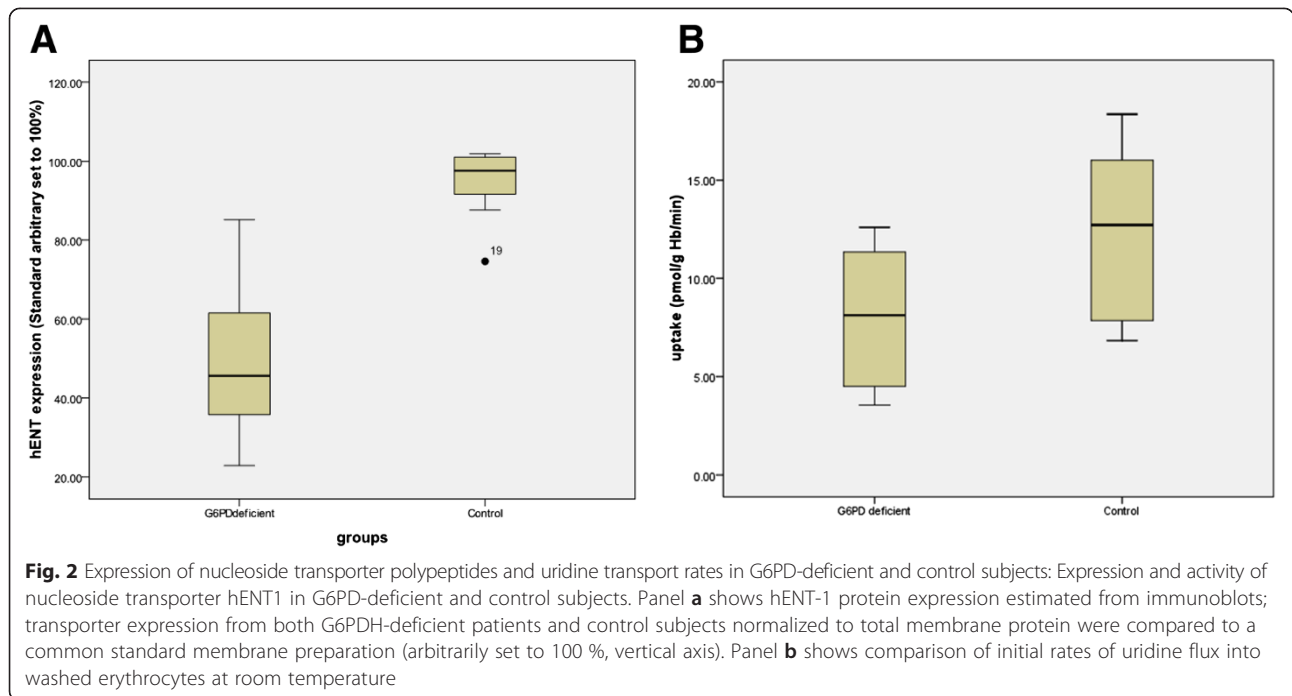 A
B
hENT expression (Standard arbitrary set to 100%)
120.00
100.00
80.00
60.00
40.00
20.00
19
G6PDdeficient
Control
groups
uptake (pmol/g Hb/min)
20.00
15.00
10.00
5.00
0.00
G6PD deficient
Control
Fig. 2 Expression of nucleoside transporter polypeptides and uridine transport rates in G6PD-deficient and control subjects: Expression and activity of
nucleoside transporter hENT1 in G6PD-deficient and control subjects. Panel a shows hENT-1 protein expression estimated from immunoblots;
transporter expression from both G6PDH-deficient patients and control subjects normalized to total membrane protein were compared to a
common standard membrane preparation (arbitrarily set to 100 %, vertical axis). Panel b shows comparison of initial rates of uridine flux into
washed erythrocytes at room temperature